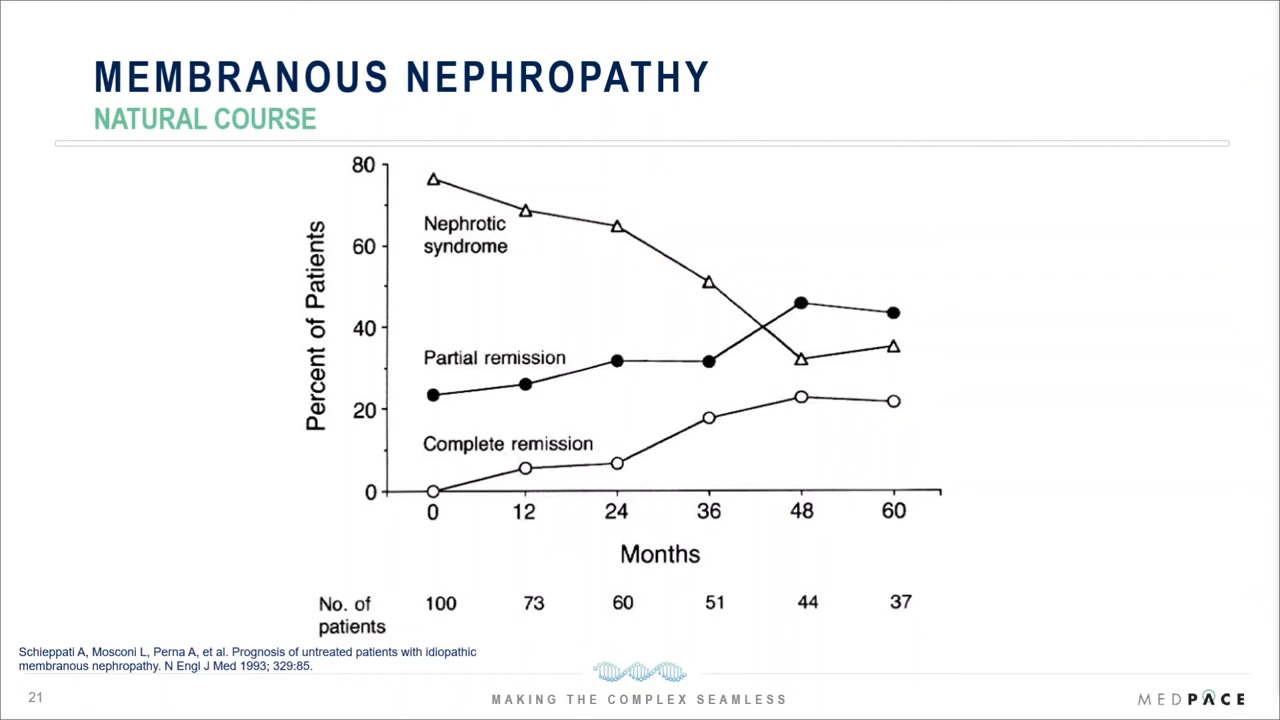 MEMBRANOUS NEPHROPATHY
NATURAL COURSE
80
60
40
20
0
Percent of Patients
Nephrotic
syndrome
Partial remission
Complete remission
0 12 24 36 48 60
Months
No. of 100 73 60 51 44 37
patients
Schieppati A, Mosconi L, Perna A, et al. Prognosis of untreated patients with idiopathic
membranous nephropathy. N Engl J Med 1993; 329:85.
21
MAKING THE COMPLEX SEAMLESS
MEDPACE